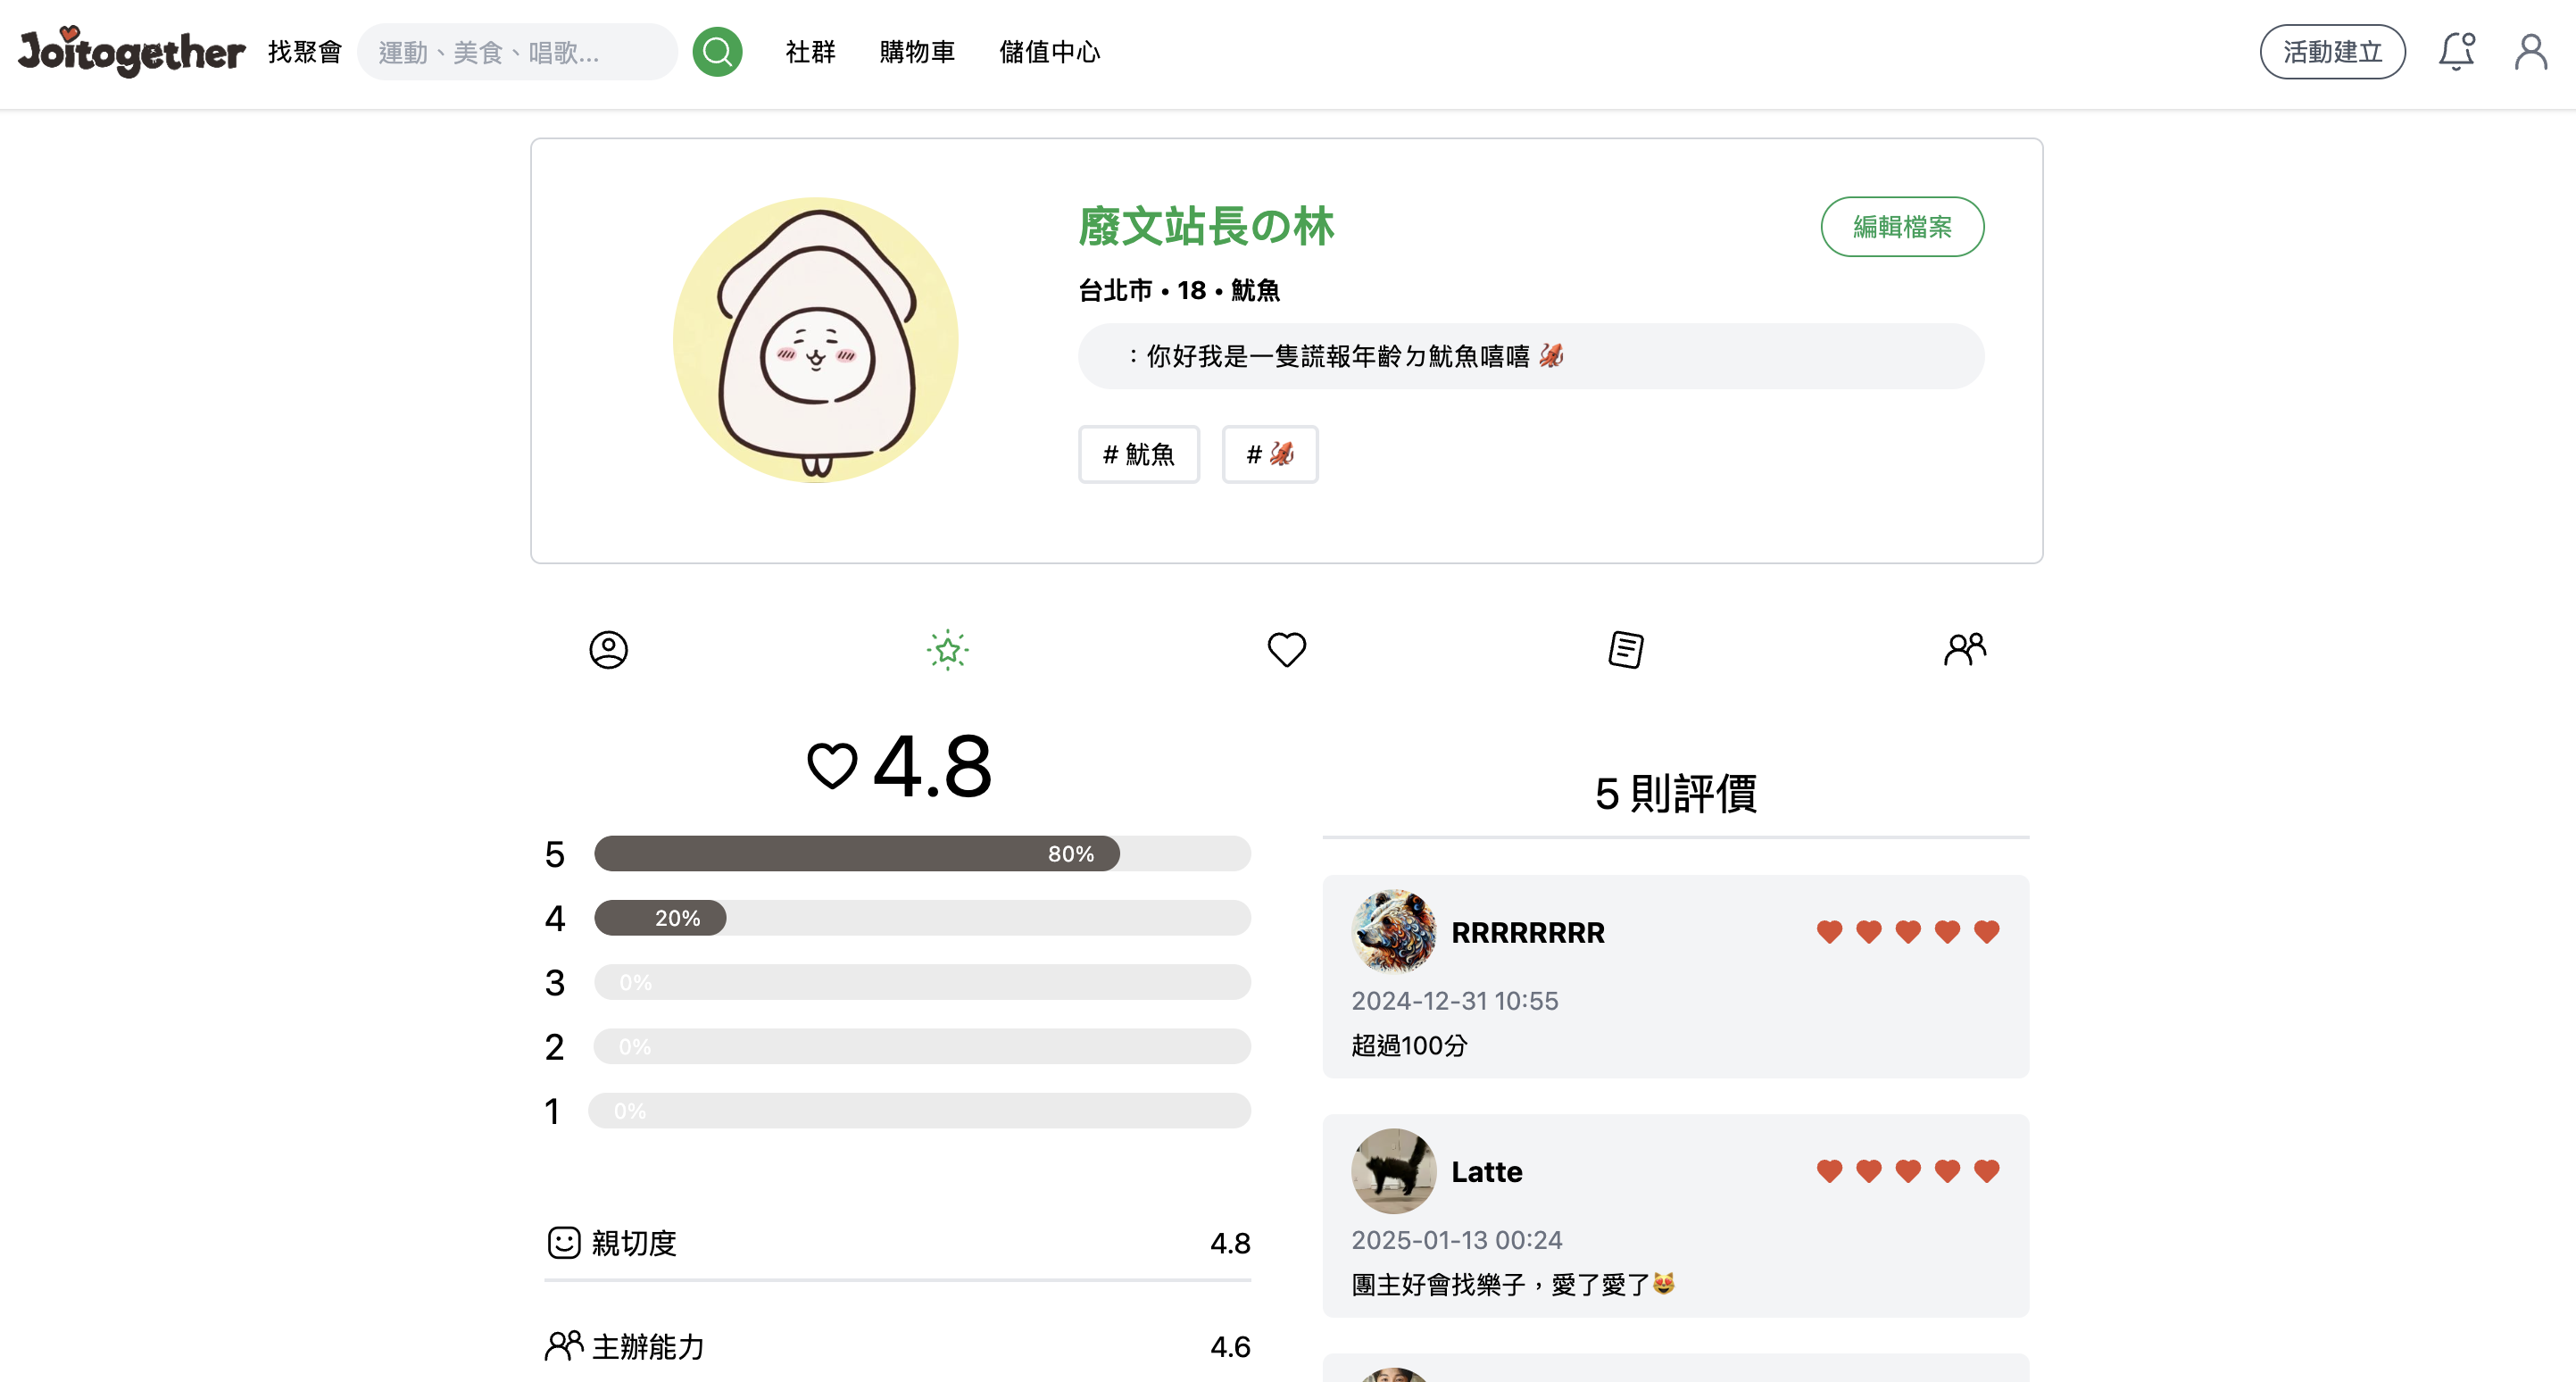 Joitogether 找聚會 運動、美食、唱歌... 社群 購物車 儲值中心 活動建立
廢文站長の林 編輯檔案
台北市 • 18 • 魷魚
：你好我是一隻謊報年齡ㄉ魷魚嘻嘻 🦑
# 魷魚 # 🦑
4.8
5 80%
4 20%
3 0%
2 0%
1 0%
親切度 4.8
主辦能力 4.6
5 則評價
RRRRRRRR
2024-12-31 10:55
超過100分
Latte
2025-01-13 00:24
團主好會找樂子，愛了愛了😻